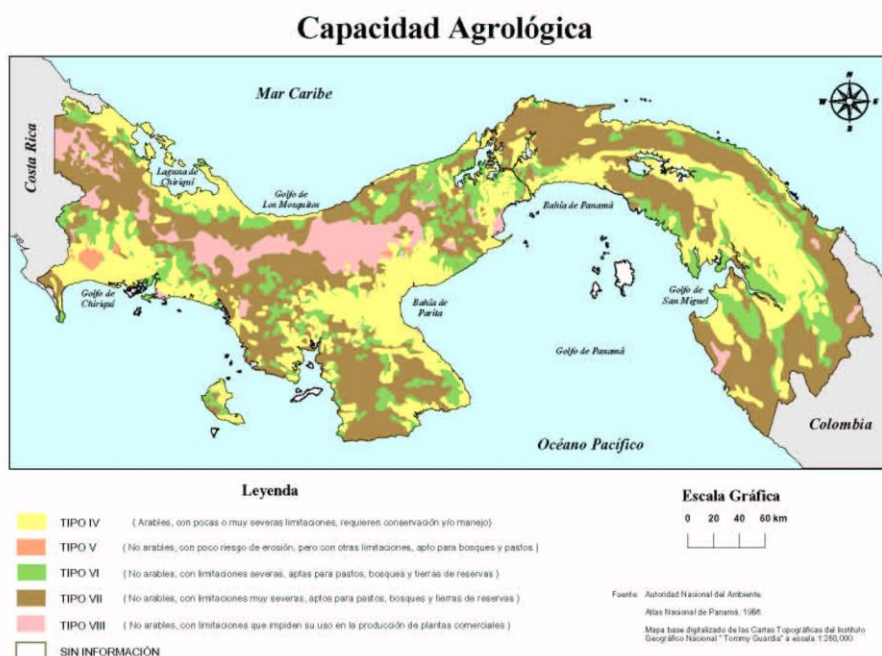 Capacidad Agrológica
Mar Caribe
N
W E
S
Costa Rica
Laguna de
Chiriquí
Golfo de
Los Mosquitos
Bahía de Panamá
Golfo de
Chiriquí
Bahía de
Parita
Golfo de
San Miguel
Golfo de Panamá
Océano Pacífico
Colombia
Leyenda
TIPO IV ( Arables, con pocas o muy severas limitaciones, requieren conservación y/o manejo)
TIPO V ( No arables, con poco riesgo de erosión, pero con otras limitaciones, apto para bosques y pastos )
TIPO VI ( No arables, con limitaciones severas, aptas para pastos, bosques y tierras de reservas )
TIPO VII ( No arables, con limitaciones muy severas, aptos para pastos, bosques y tierras de reservas )
TIPO VIII ( No arables, con limitaciones que impiden su uso en la producción de plantas comerciales )
SIN INFORMACIÓN
Escala Gráfica
0 20 40 60 km
Fuente: Autoridad Nacional del Ambiente.
Atlas Nacional de Panamá, 1988.
Mapa base digitalizado de las Cartas Topográficas del Instituto
Geográfico Nacional " Tommy Guardia" a escala 1:250,000